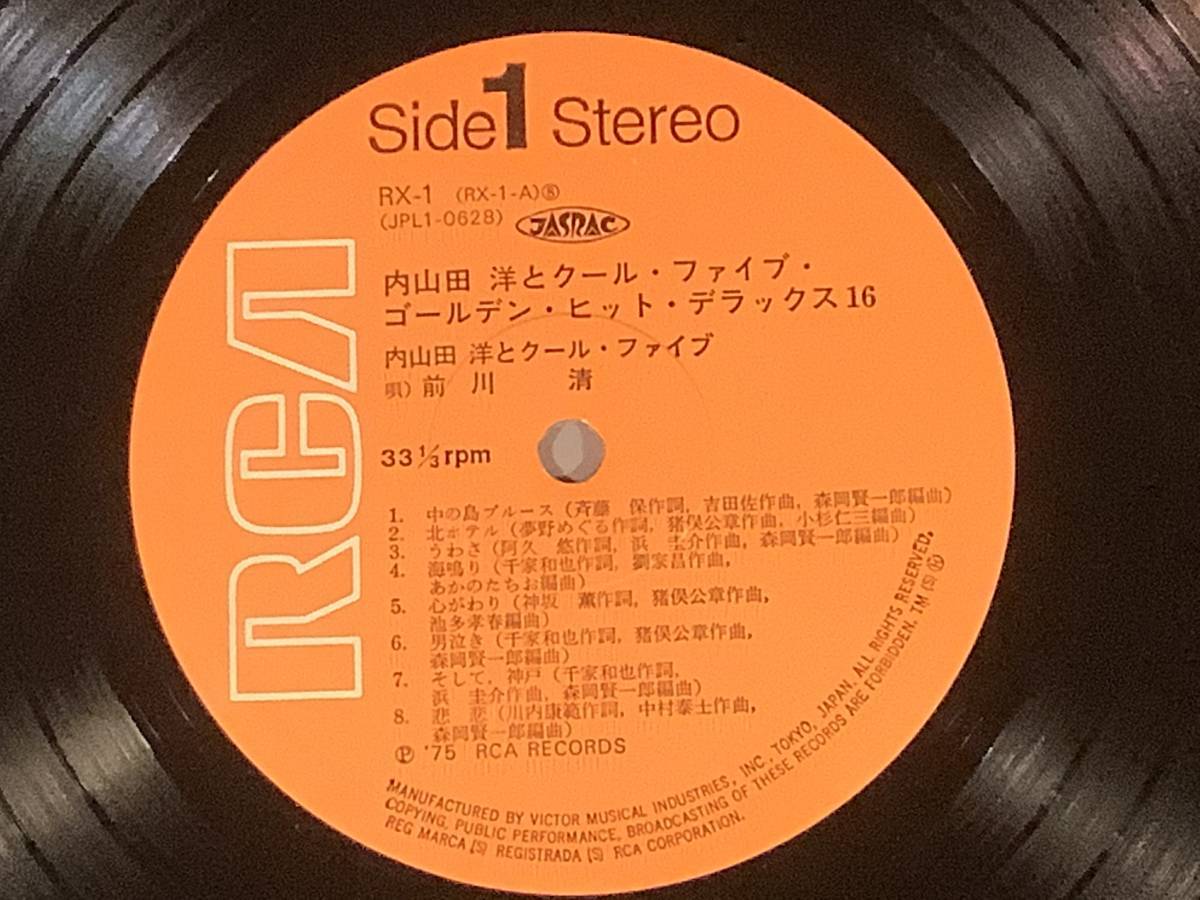 Side 1 Stereo
RX-1 (RX-1-A)Ⓢ
(JPL1-0628) JASRAC
内山田 洋とクール・ファイブ・
ゴールデン・ヒット・デラックス16
内山田 洋とクール・ファイブ
唄) 前 川 清
33 1/3 rpm
RCA
1. 中の島ブルース (斉藤 保作詞, 吉田佐作曲, 森岡賢一郎編曲)
2. 北ホテル (夢野めぐる作詞, 猪俣公章作曲, 小杉仁三編曲)
3. うわさ (阿久 悠作詞, 浜 圭介作曲, 森岡賢一郎編曲)
4. 海鳴り (千家和也作詞, 劉家昌作曲,
あかのたちお編曲)
5. 心がわり (神坂 薫作詞, 猪俣公章作曲,
池多孝春編曲)
6. 男泣き (千家和也作詞, 猪俣公章作曲,
森岡賢一郎編曲)
7. そして, 神戸 (千家和也作詞,
浜 圭介作曲, 森岡賢一郎編曲)
8. 悲 悲 (川内康範作詞, 中村泰士作曲,
森岡賢一郎編曲)
Ⓟ '75 RCA RECORDS
MANUFACTURED BY VICTOR MUSICAL INDUSTRIES, INC., TOKYO, JAPAN. ALL RIGHTS RESERVED.
COPYING, PUBLIC PERFORMANCE, BROADCASTING OF THESE RECORDS ARE FORBIDDEN. TM (S) Ⓗ
REG MARCA (S) REGISTRADA (S) RCA CORPORATION.